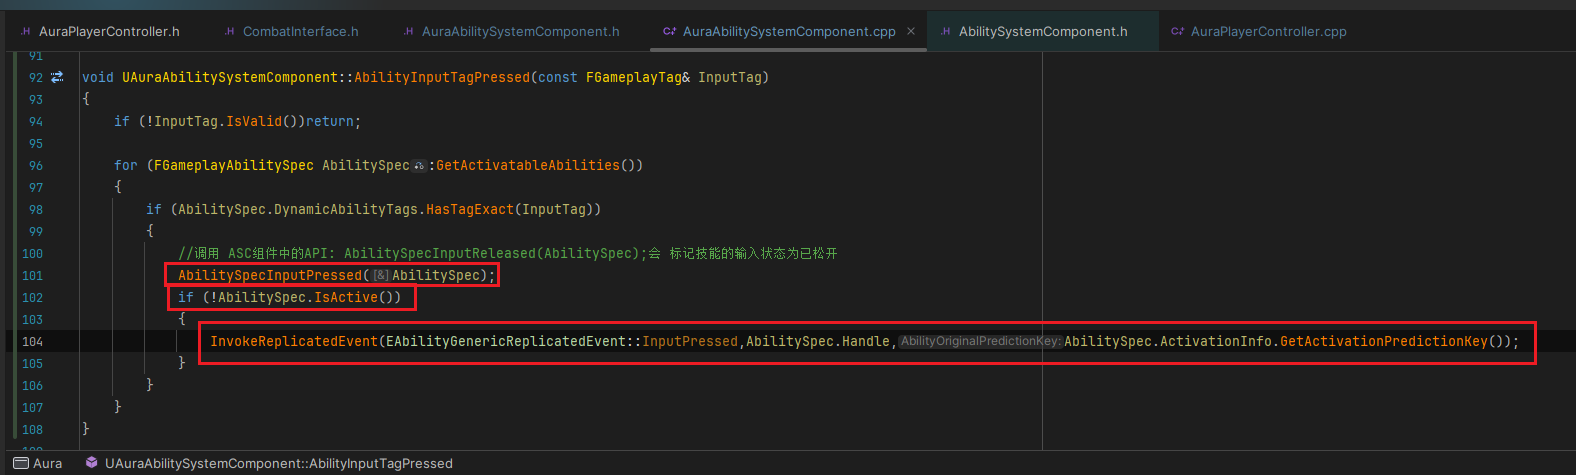 AuraPlayerController.h CombatInterface.h AuraAbilitySystemComponent.h AuraAbilitySystemComponent.cpp AbilitySystemComponent.h AuraPlayerController.cpp
91
92 void UAuraAbilitySystemComponent::AbilityInputTagPressed(const FGameplayTag& InputTag)
93 {
94 if (!InputTag.IsValid())return;
95
96 for (FGameplayAbilitySpec AbilitySpec :GetActivatableAbilities())
97 {
98 if (AbilitySpec.DynamicAbilityTags.HasTagExact(InputTag))
99 {
100 //调用 ASC组件中的API: AbilitySpecInputReleased(AbilitySpec);会 标记技能的输入状态为已松开
101 AbilitySpecInputPressed([&]AbilitySpec);
102 if (!AbilitySpec.IsActive())
103 {
104 InvokeReplicatedEvent(EAbilityGenericReplicatedEvent::InputPressed,AbilitySpec.Handle,AbilityOriginalPredictionKey:AbilitySpec.ActivationInfo.GetActivationPredictionKey());
105 }
106 }
107 }
108 }
Aura UAuraAbilitySystemComponent::AbilityInputTagPressed